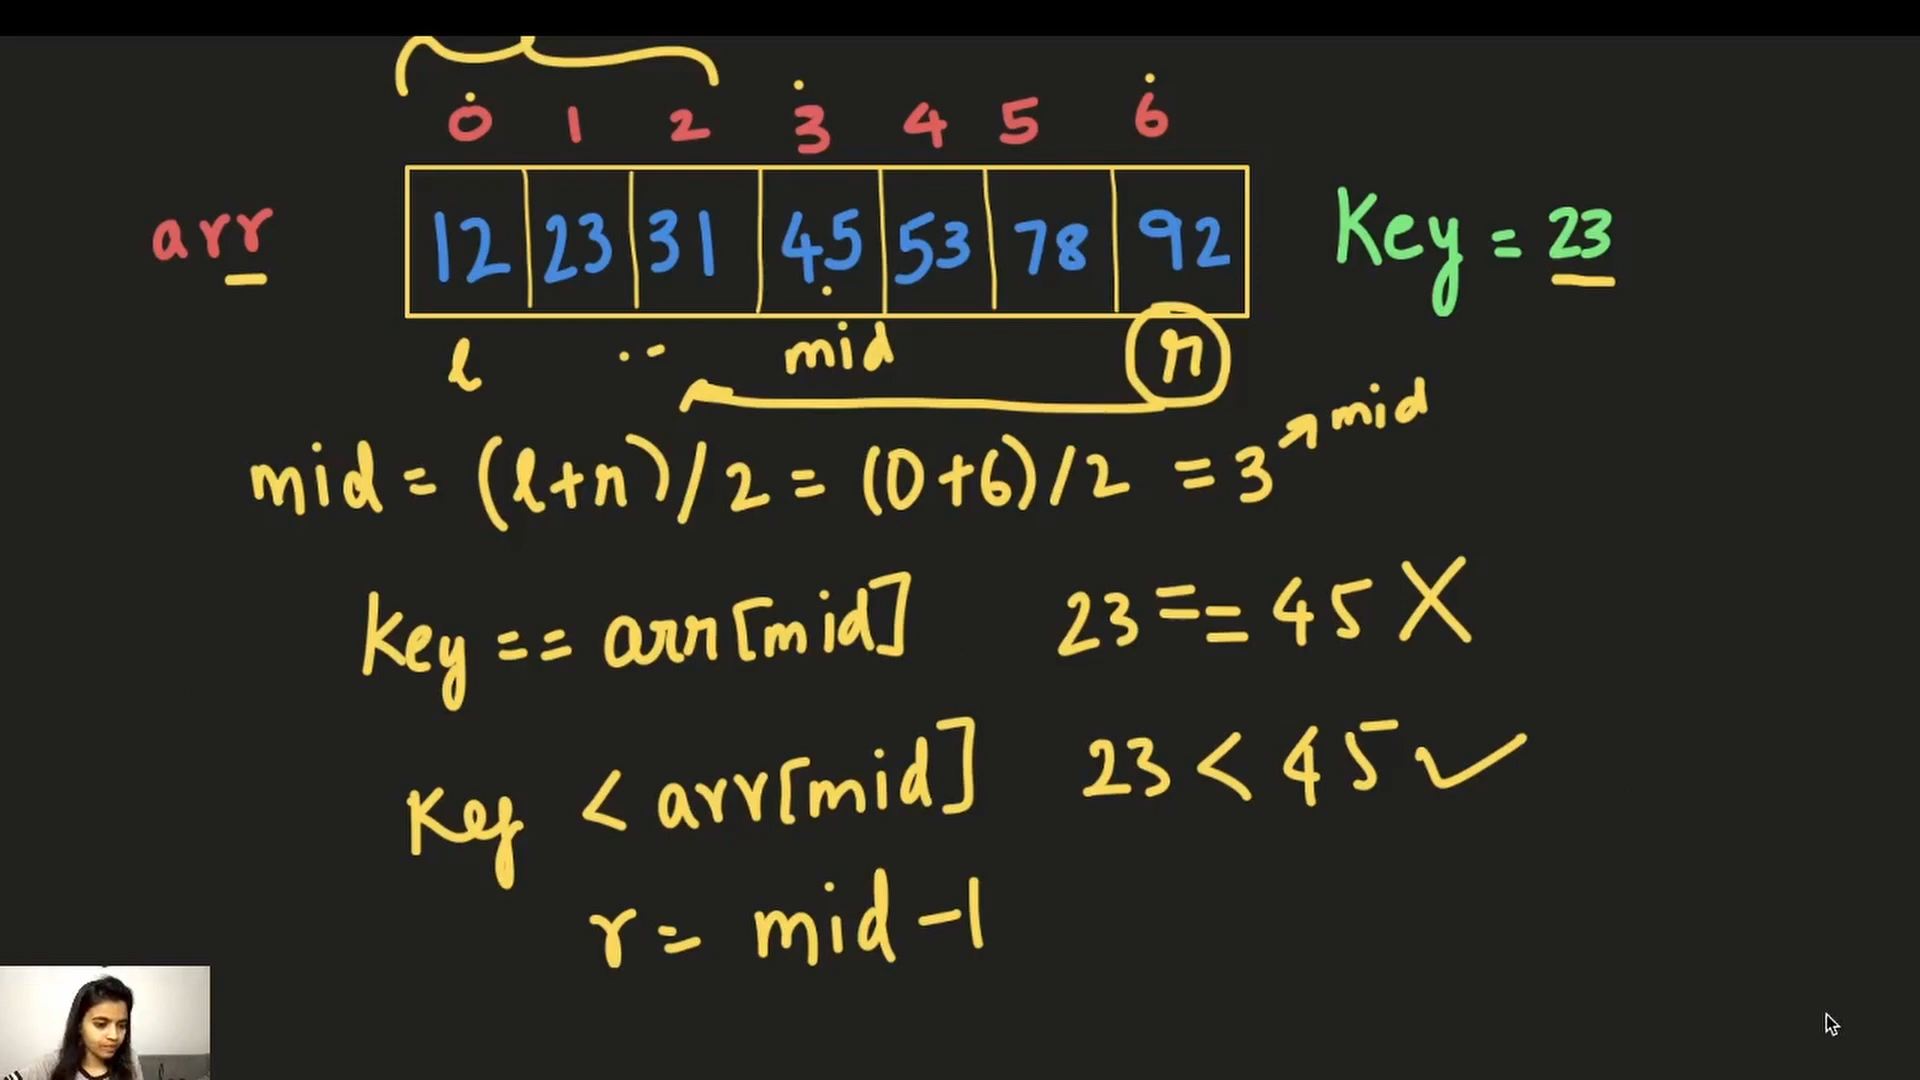 0 1 2 3 4 5 6
arr 12 23 31 45 53 78 92 Key = 23
l mid r
mid
mid = (l+r)/2 = (0+6)/2 = 3
Key == arr[mid] 23 == 45 X
Key < arr[mid] 23 < 45 ✓
r = mid -1